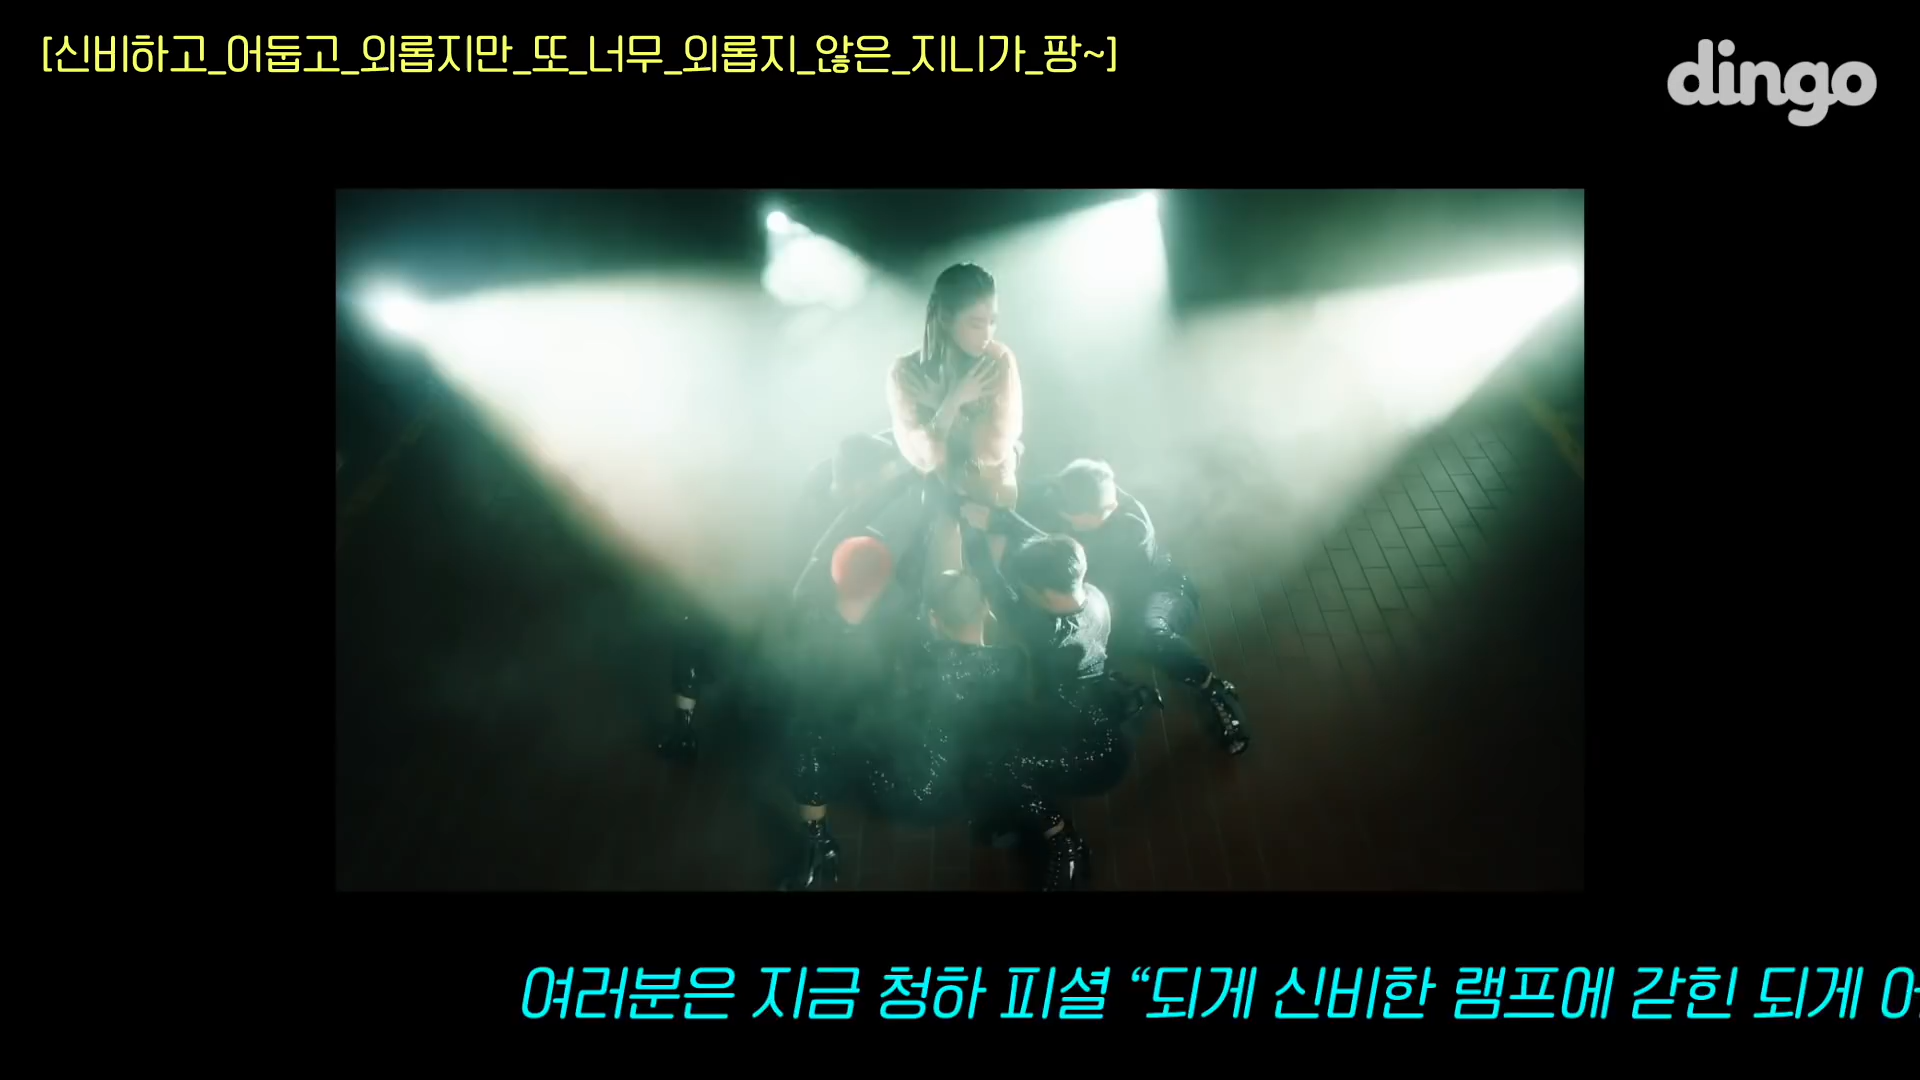 [신비하고_어둡고_외롭지만_또_너무_외롭지_않은_지니가_팡~]
dingo
여러분은 지금 청하 피셜 “되게 신비한 램프에 갇힌 되게